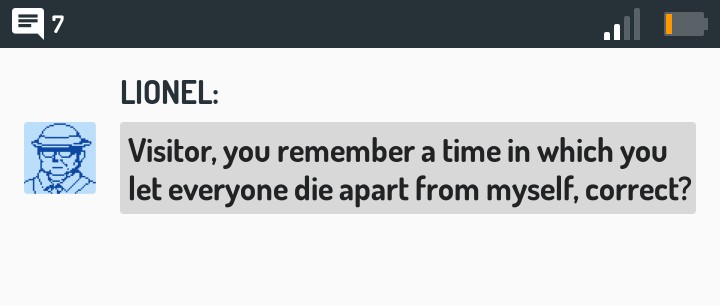 7
LIONEL:
Visitor, you remember a time in which you
let everyone die apart from myself, correct?